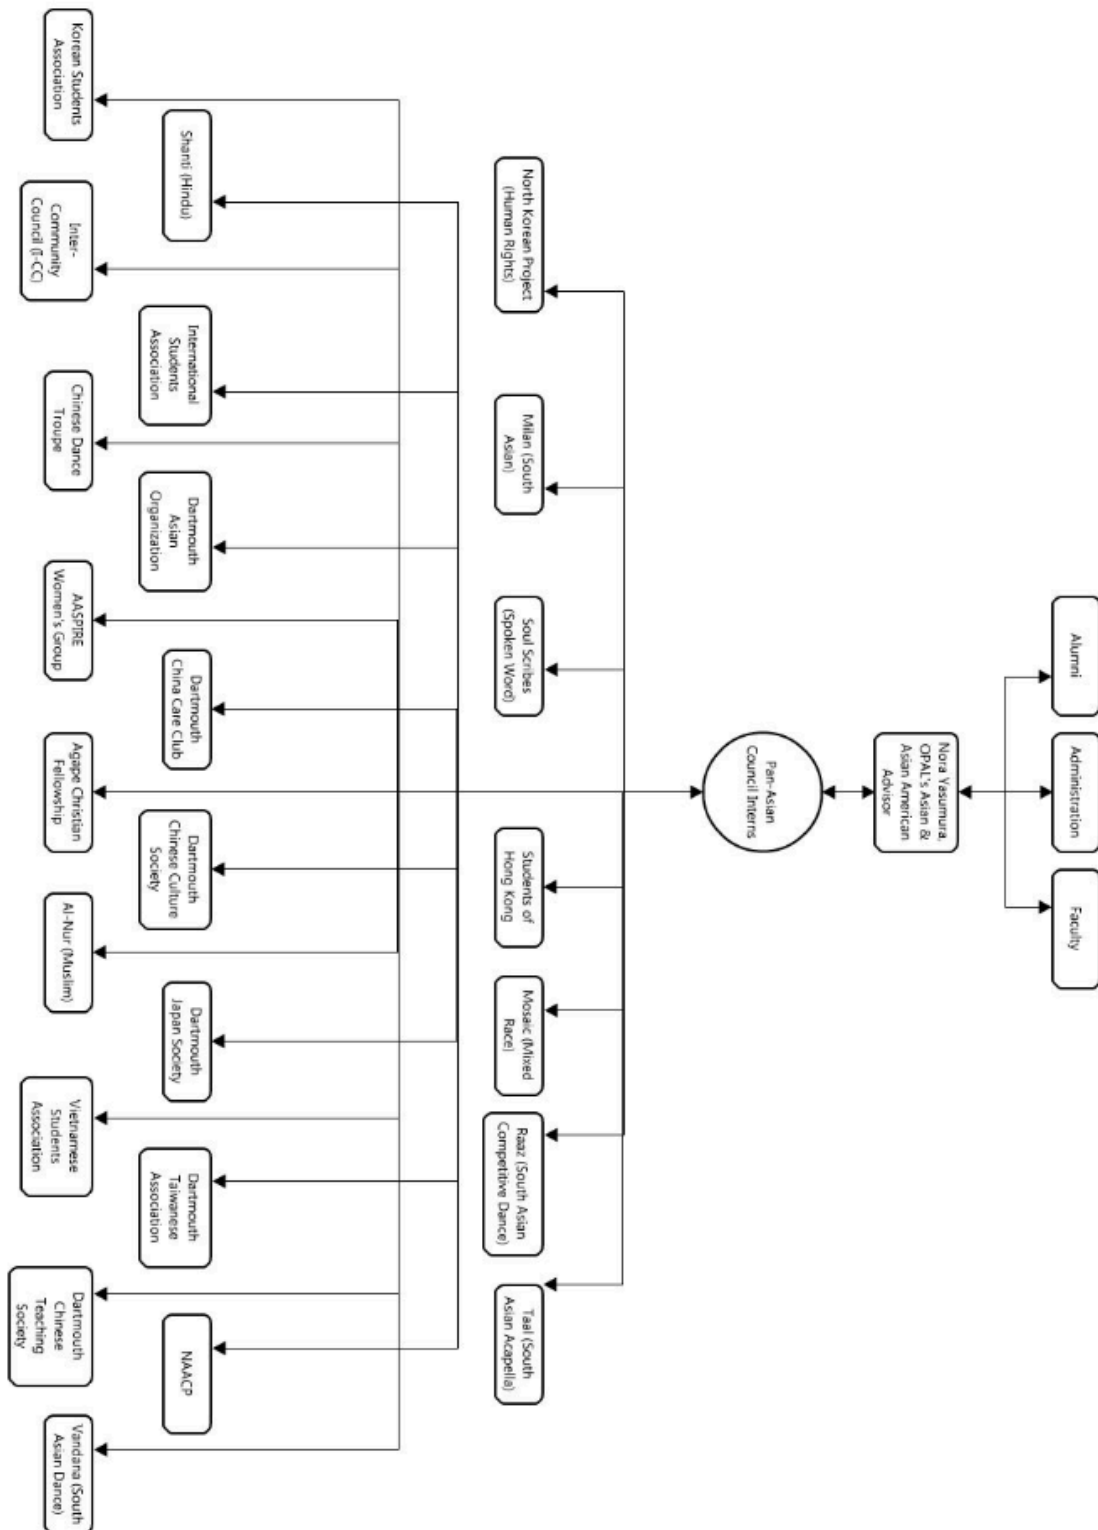 Alumni
Administration
Faculty
Nora Yasumura,
OPAL's Asian &
Asian American
Advisor
Pan-Asian
Council Interns
North Korean Project
(Human Rights)
Milan (South
Asian)
Soul Scribes
(Spoken Word)
Students of
Hong Kong
Mosaic (Mixed
Race)
Raaz (South Asian
Competitive Dance)
Taal (South
Asian Acapella)
Shanti (Hindu)
International
Students
Association
Dartmouth
Asian
Organization
Dartmouth
China Care Club
Dartmouth
Chinese Culture
Society
Dartmouth
Japan Society
Dartmouth
Taiwanese
Association
NAACP
Korean Students
Association
Inter-
Community
Council (I-CC)
Chinese Dance
Troupe
AASPIRE
Women's Group
Agape Christian
Fellowship
Al-Nur (Muslim)
Vietnamese
Students
Association
Dartmouth
Chinese
Teaching
Society
Vandana (South
Asian Dance)